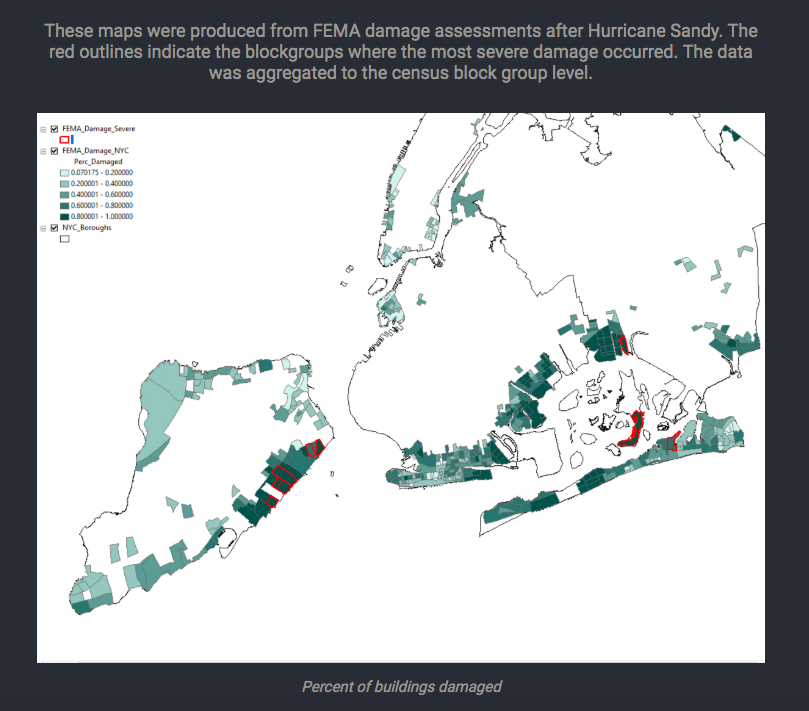 These maps were produced from FEMA damage assessments after Hurricane Sandy. The
red outlines indicate the blockgroups where the most severe damage occurred. The data
was aggregated to the census block group level.
FEMA_Damage_Severe
FEMA_Damage_NYC
Perc_Damaged
0.070175 - 0.200000
0.200001 - 0.400000
0.400001 - 0.600000
0.600001 - 0.800000
0.800001 - 1.000000
NYC_Boroughs
Percent of buildings damaged